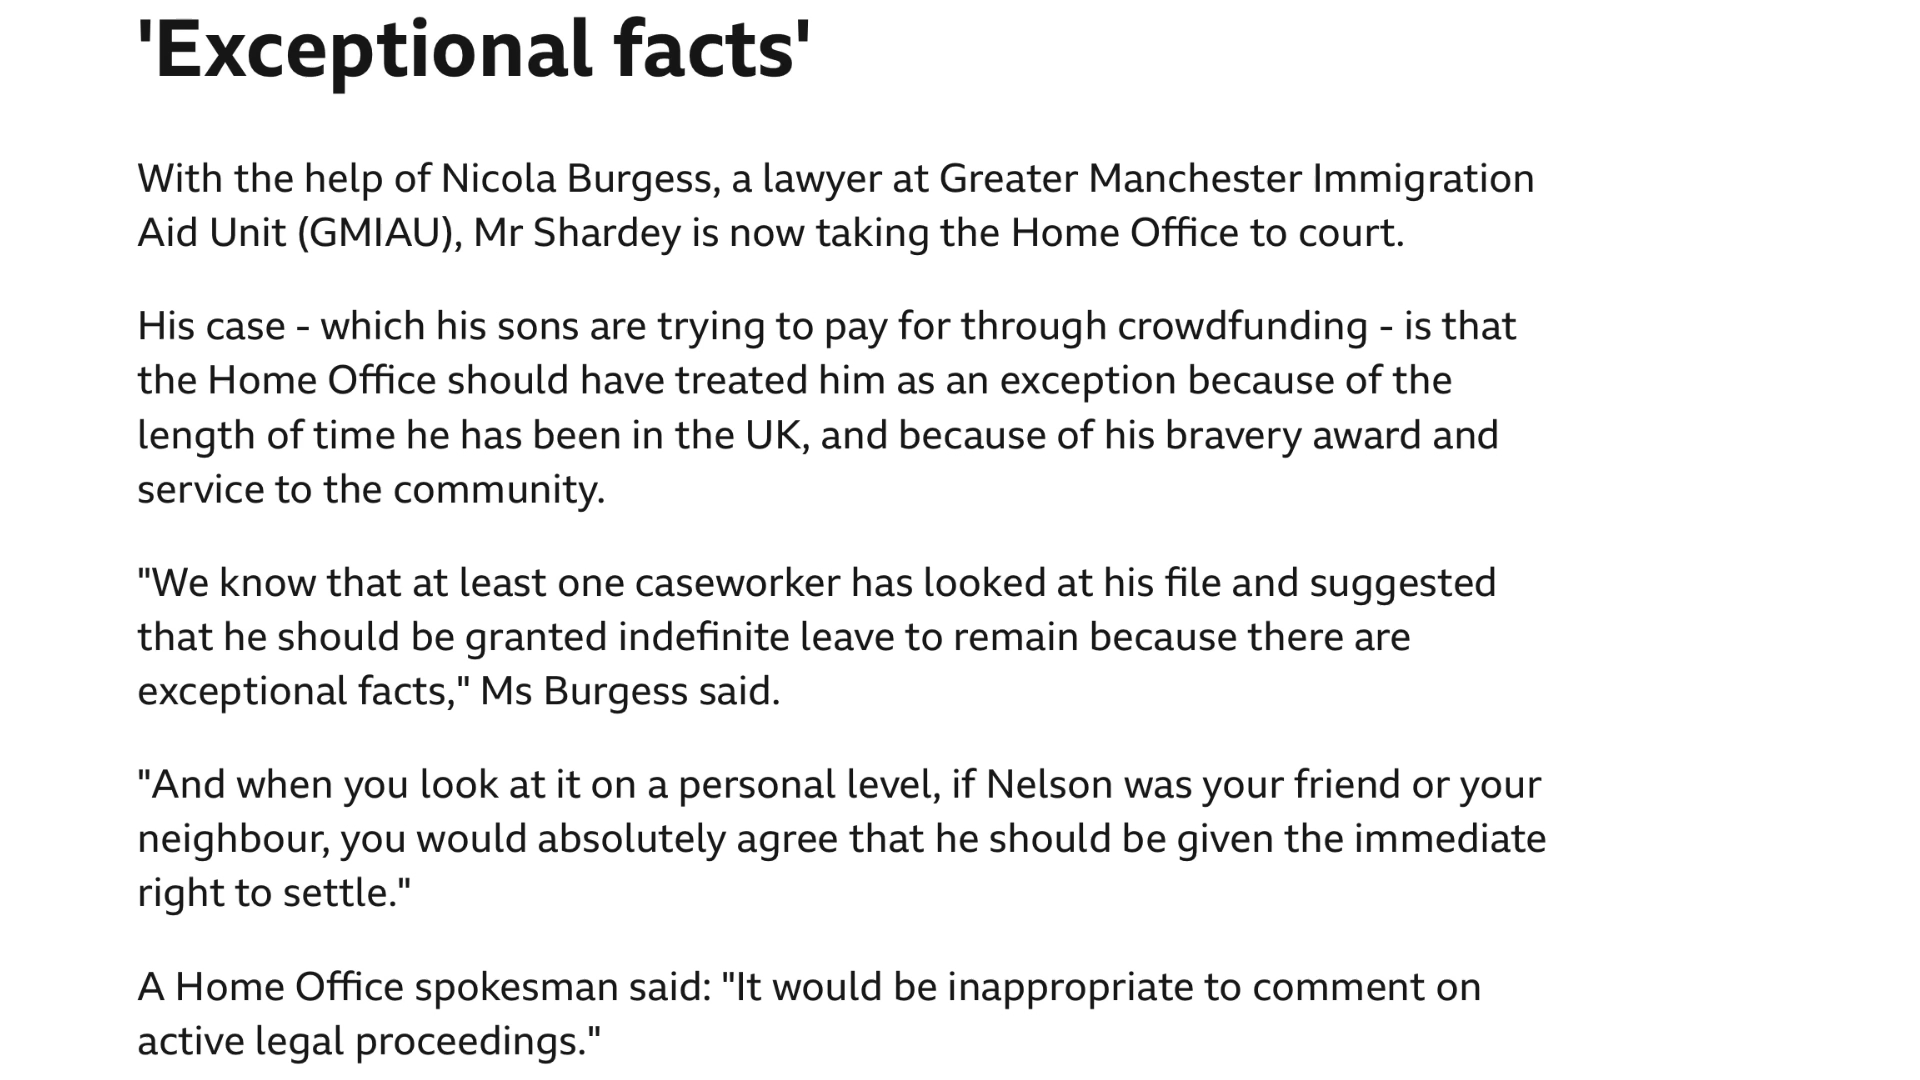 'Exceptional facts'
With the help of Nicola Burgess, a lawyer at Greater Manchester Immigration
Aid Unit (GMIAU), Mr Shardey is now taking the Home Office to court.
His case - which his sons are trying to pay for through crowdfunding - is that
the Home Office should have treated him as an exception because of the
length of time he has been in the UK, and because of his bravery award and
service to the community.
"We know that at least one caseworker has looked at his file and suggested
that he should be granted indefinite leave to remain because there are
exceptional facts," Ms Burgess said.
"And when you look at it on a personal level, if Nelson was your friend or your
neighbour, you would absolutely agree that he should be given the immediate
right to settle."
A Home Office spokesman said: "It would be inappropriate to comment on
active legal proceedings."